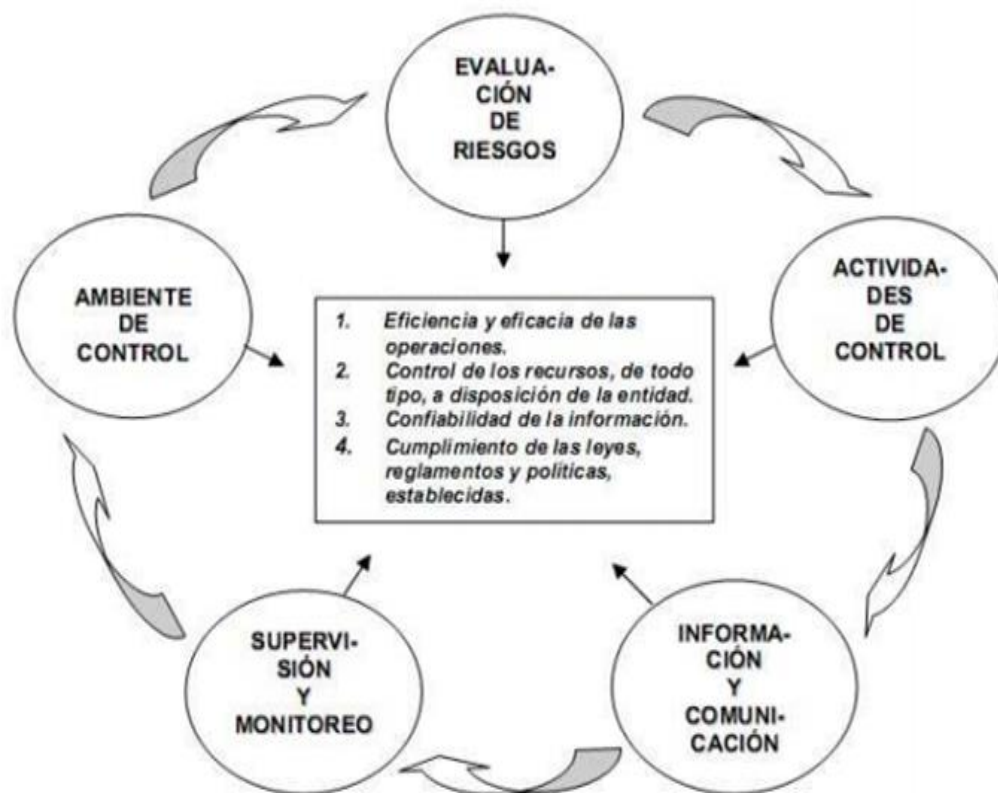 EVALUA-
CIÓN
DE
RIESGOS
AMBIENTE
DE
CONTROL
ACTIVIDA-
DES
DE
CONTROL
1. Eficiencia y eficacia de las
operaciones.
2. Control de los recursos, de todo
tipo, a disposición de la entidad.
3. Confiabilidad de la información.
4. Cumplimiento de las leyes,
reglamentos y políticas,
establecidas.
SUPERVI-
SIÓN
Y
MONITOREO
INFORMA-
CIÓN
Y
COMUNI-
CACIÓN